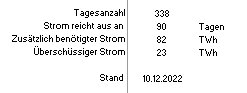 Tagesanzahl 338
Strom reicht aus an 90 Tagen
Zusätzlich benötigter Strom 82 TWh
Überschüssiger Strom 23 TWh
Stand 10.12.2022